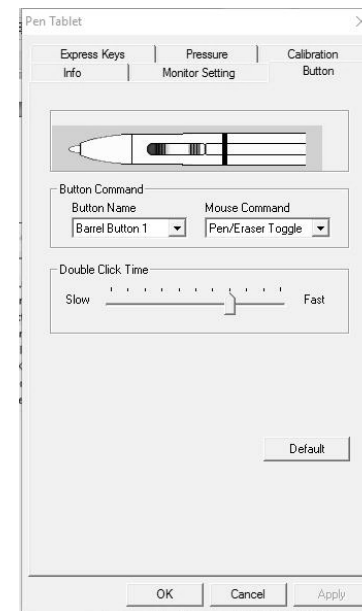 Pen Tablet
Express Keys Pressure Calibration
Info Monitor Setting Button
Button Command
Button Name Mouse Command
Barrel Button 1 Pen/Eraser Toggle
Double Click Time
Slow Fast
Default
OK Cancel Apply